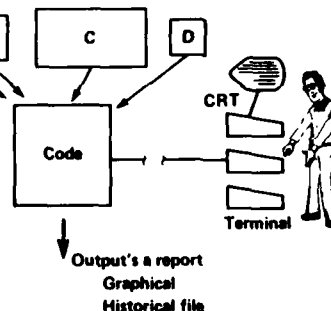 C
D
CRT
Code
Terminal
Output's a report
Graphical
Historical file